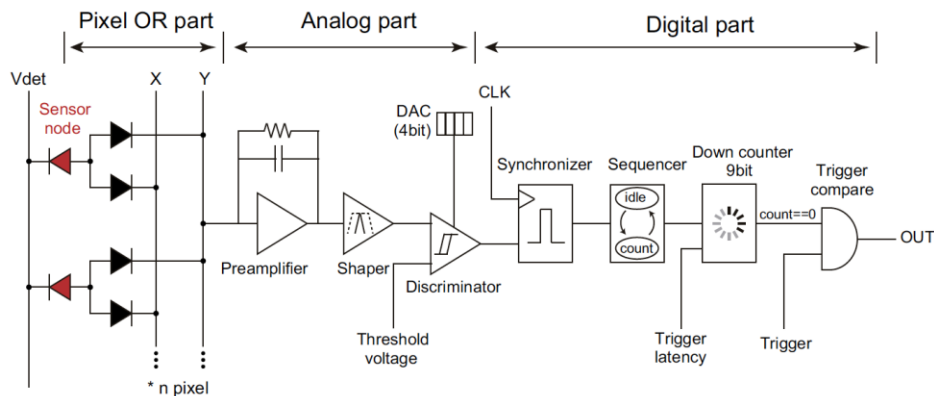 Pixel OR part
Analog part
Digital part
Vdet
X
Y
Sensor
node
CLK
DAC
(4bit)
Synchronizer
Sequencer
Down counter
9bit
Trigger
compare
idle
count
count==0
OUT
Preamplifier
Shaper
Discriminator
Threshold
voltage
Trigger
latency
Trigger
* n pixel